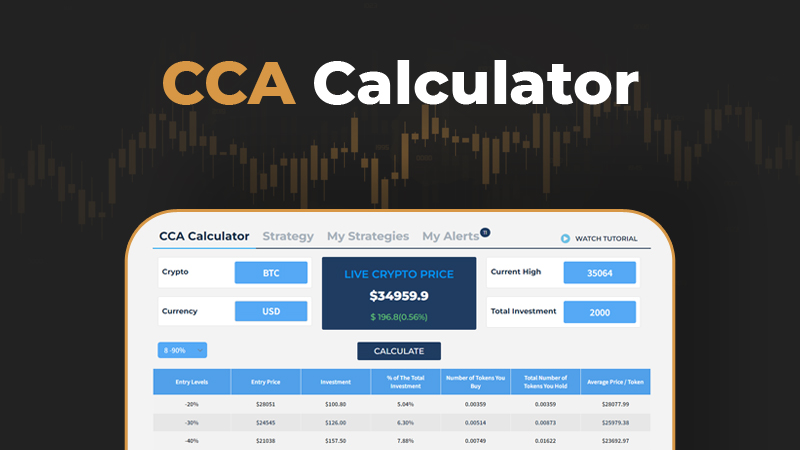 CCA Calculator
CCA Calculator Strategy My Strategies My Alerts 11 WATCH TUTORIAL
Crypto BTC
LIVE CRYPTO PRICE
Current High 35064
$34959.9
Currency USD
$ 196.8(0.56%)
Total Investment 2000
8 -90%
CALCULATE
Entry Levels Entry Price Investment % of The Total Investment Number of Tokens You Buy Total Number of Tokens You Hold Average Price / Token
-20% $28051 $100.80 5.04% 0.00359 0.00359 $28077.99
-30% $24545 $126.00 6.30% 0.00514 0.00873 $25979.38
-40% $21038 $157.50 7.88% 0.00749 0.01622 $23692.97